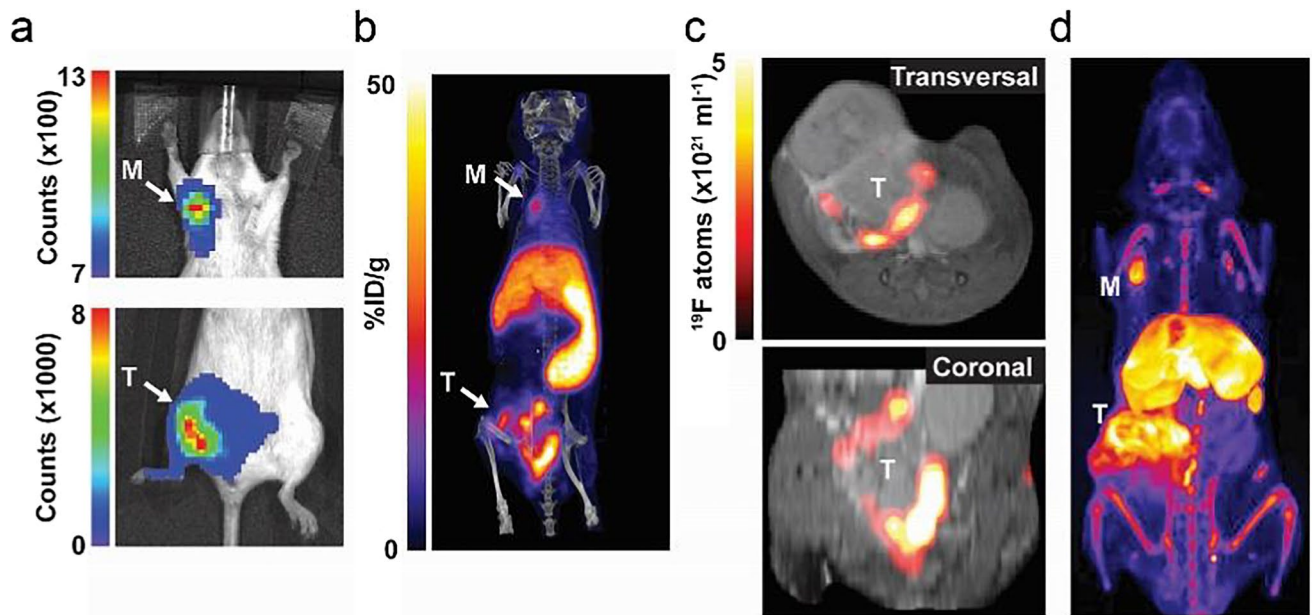 a
13
Counts (x100)
7
M
8
Counts (x1000)
0
T
b
50
%ID/g
0
M
T
c
5
¹⁹F atoms (x10²¹ ml⁻¹)
0
Transversal
T
Coronal
T
d
M
T